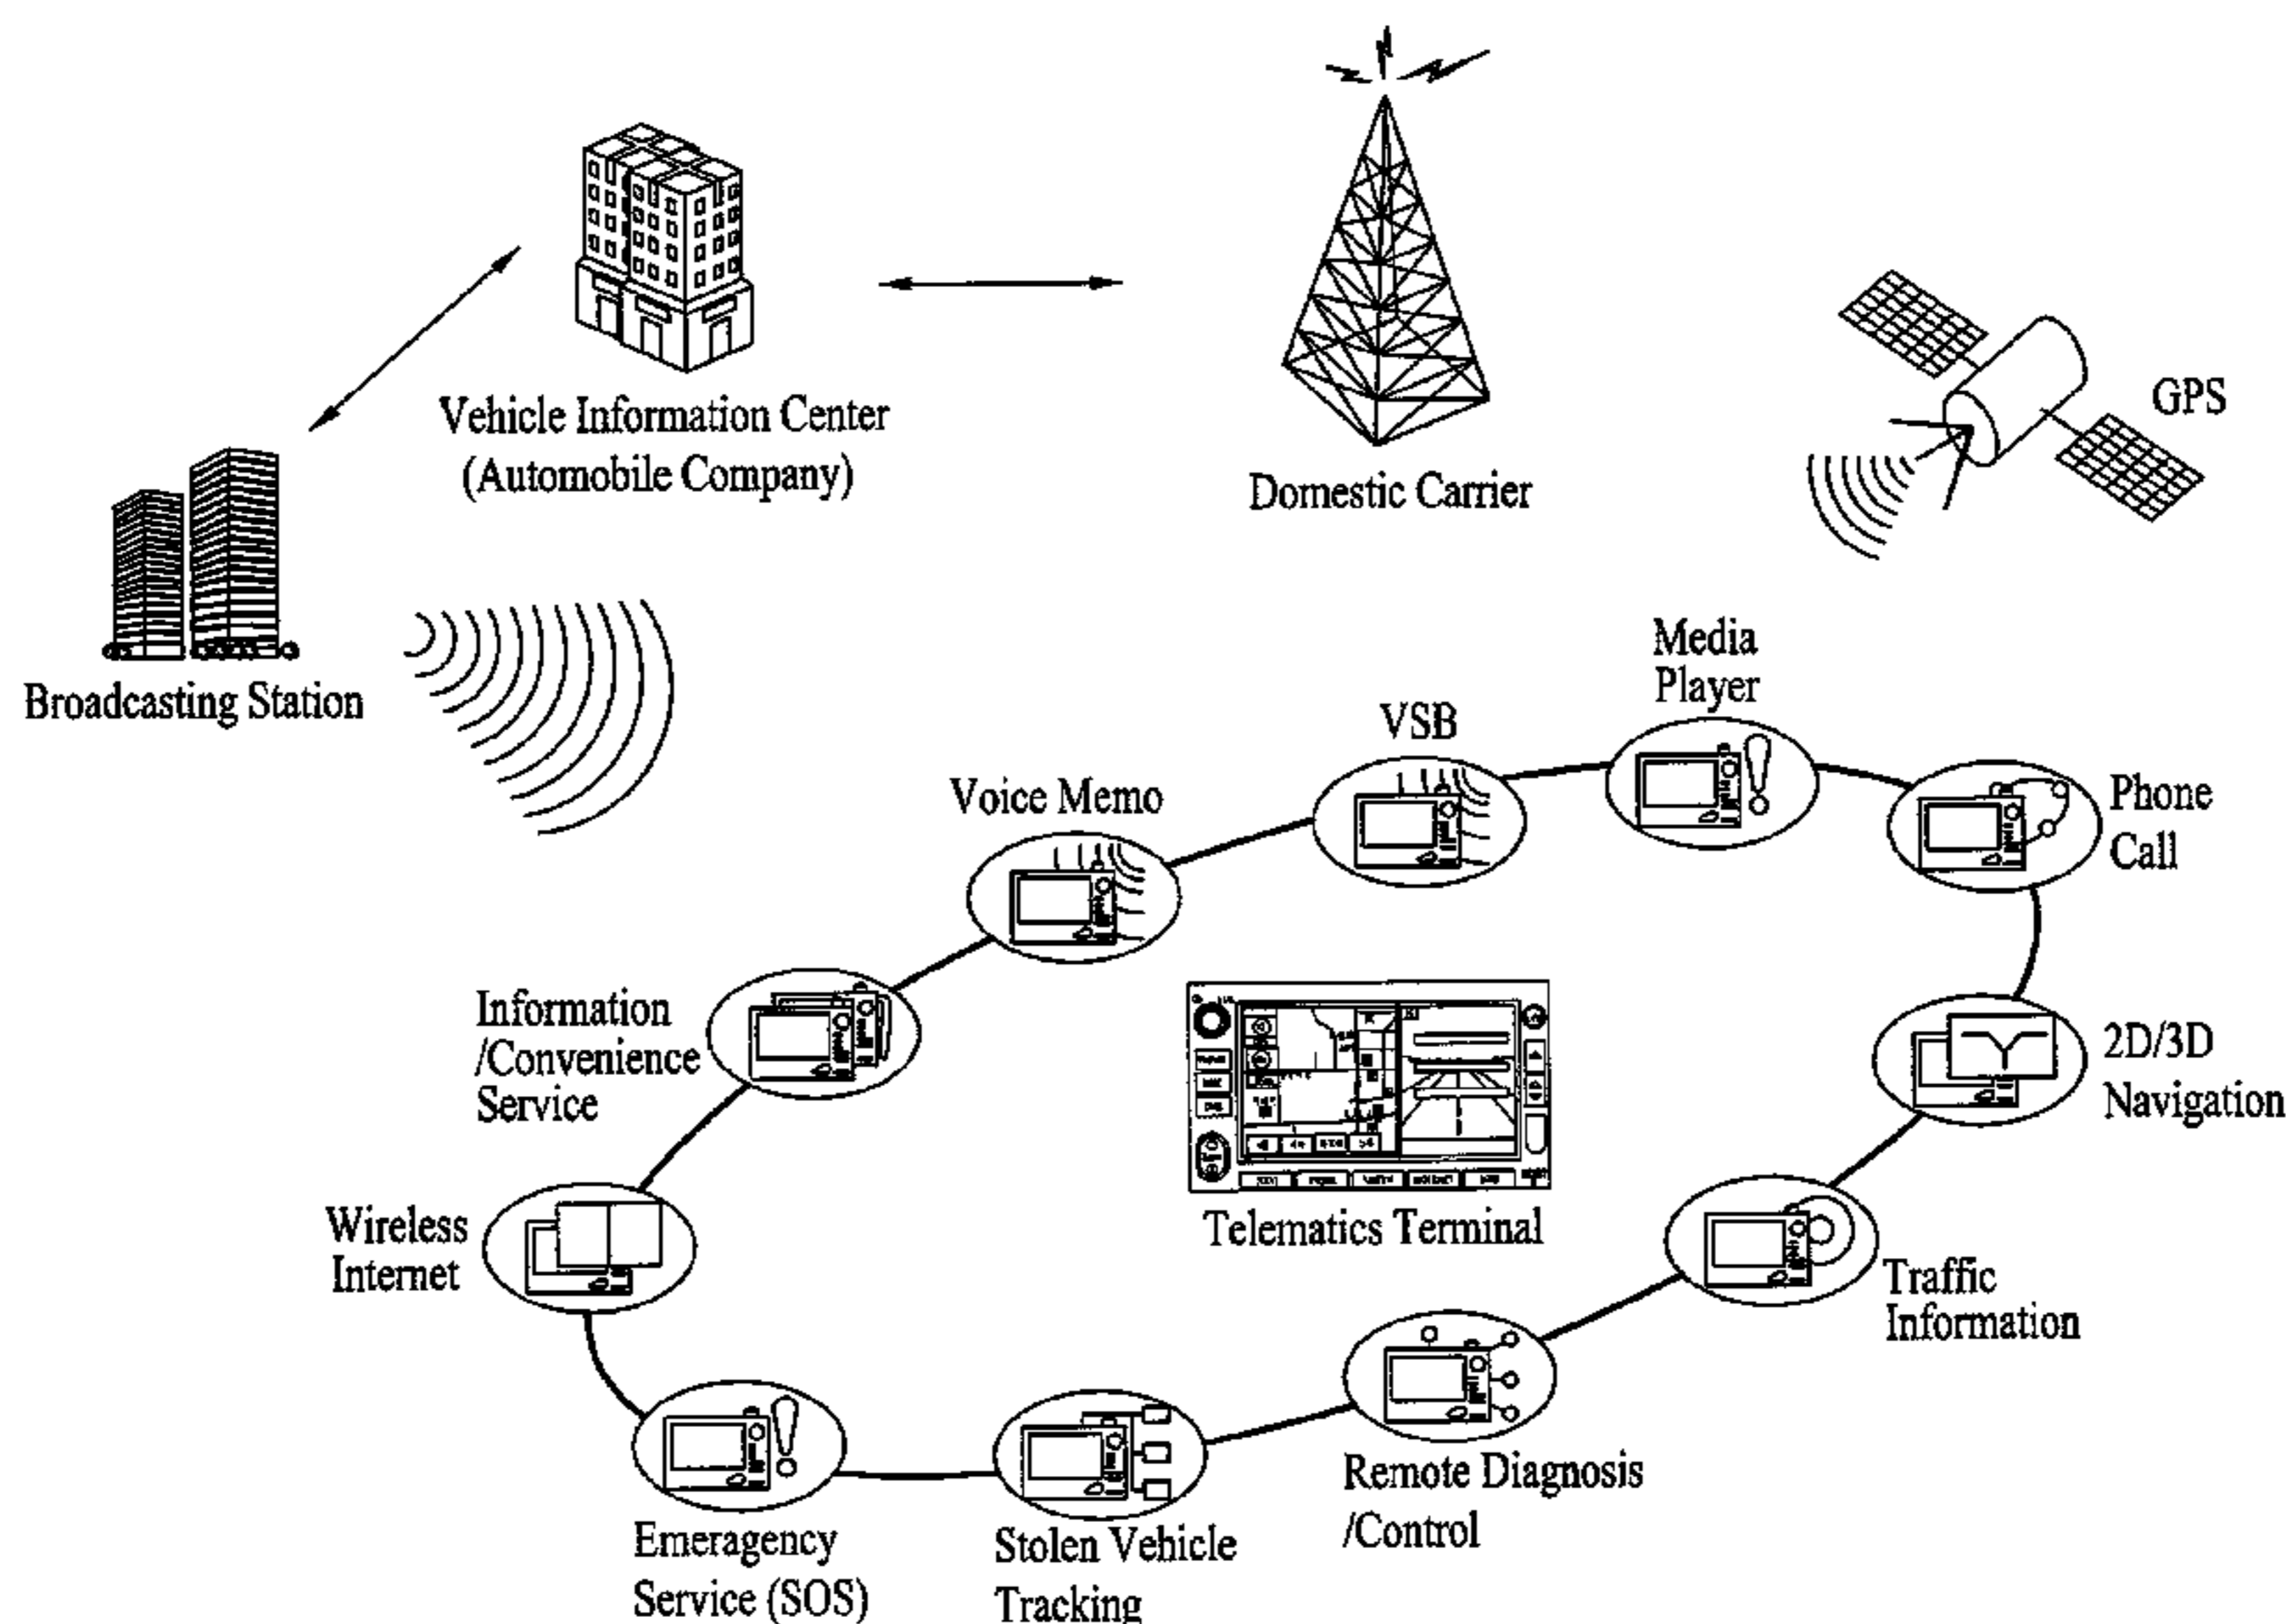 Vehicle Information Center
(Automobile Company)
Domestic Carrier
GPS
Broadcasting Station
Media
Player
VSB
Voice Memo
Phone
Call
Information
/Convenience
Service
2D/3D
Navigation
Telematics Terminal
Wireless
Internet
Traffic
Information
Remote Diagnosis
/Control
Emeragency
Service (SOS)
Stolen Vehicle
Tracking